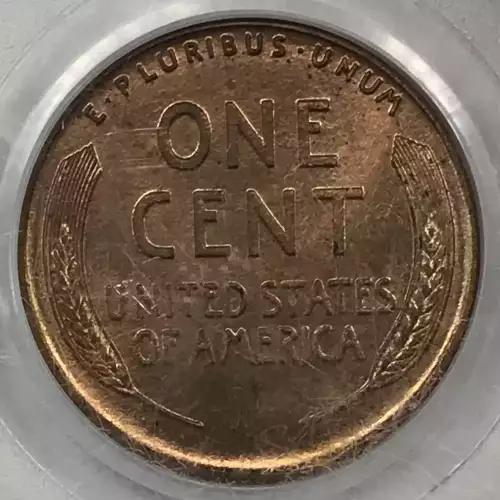 E · PLURIBUS · UNUM
ONE
CENT
UNITED STATES
OF AMERICA